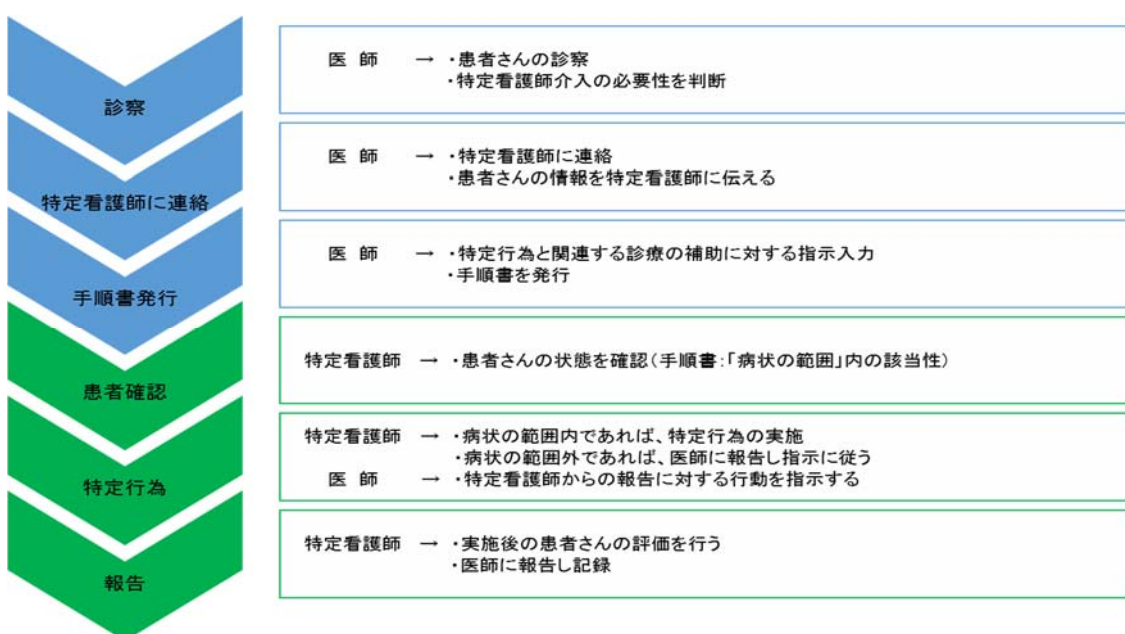 診察
医 師 → ・患者さんの診察
・特定看護師介入の必要性を判断
特定看護師に連絡
医 師 → ・特定看護師に連絡
・患者さんの情報を特定看護師に伝える
手順書発行
医 師 → ・特定行為と関連する診療の補助に対する指示入力
・手順書を発行
患者確認
特定看護師 → ・患者さんの状態を確認(手順書:「病状の範囲」内の該当性)
特定行為
特定看護師 → ・病状の範囲内であれば、特定行為の実施
・病状の範囲外であれば、医師に報告し指示に従う
医 師 → ・特定看護師からの報告に対する行動を指示する
報告
特定看護師 → ・実施後の患者さんの評価を行う
・医師に報告し記録